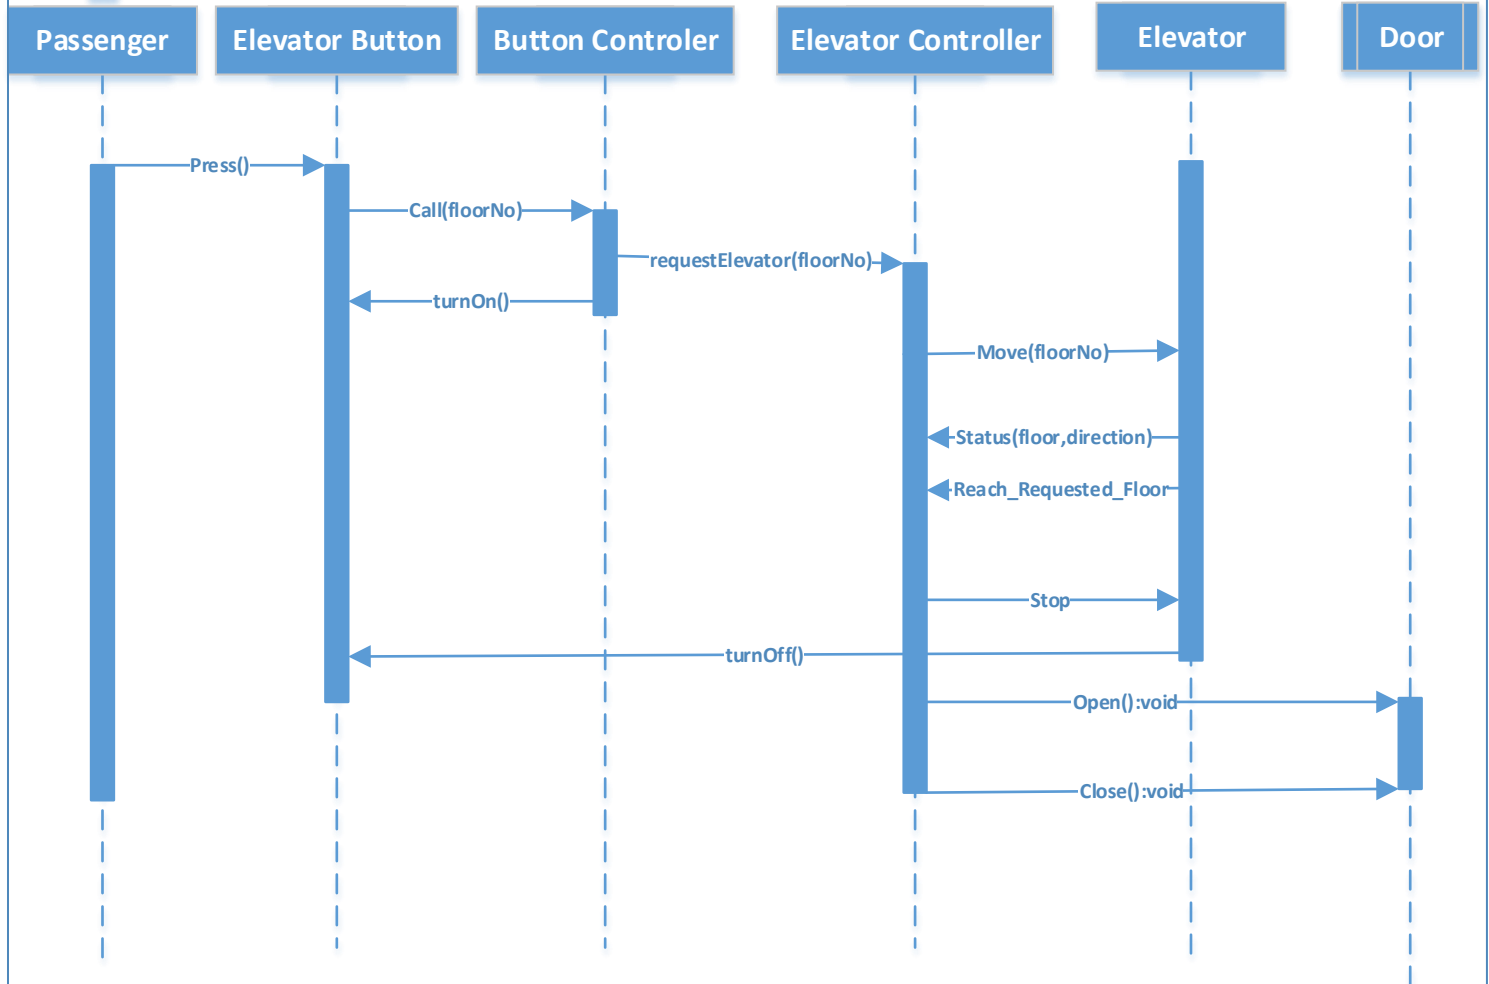 Passenger
Elevator Button
Button Controler
Elevator Controller
Elevator
Door
Press()
Call(floorNo)
requestElevator(floorNo)
turnOn()
Move(floorNo)
Status(floor,direction)
Reach_Requested_Floor
Stop
turnOff()
Open():void
Close():void